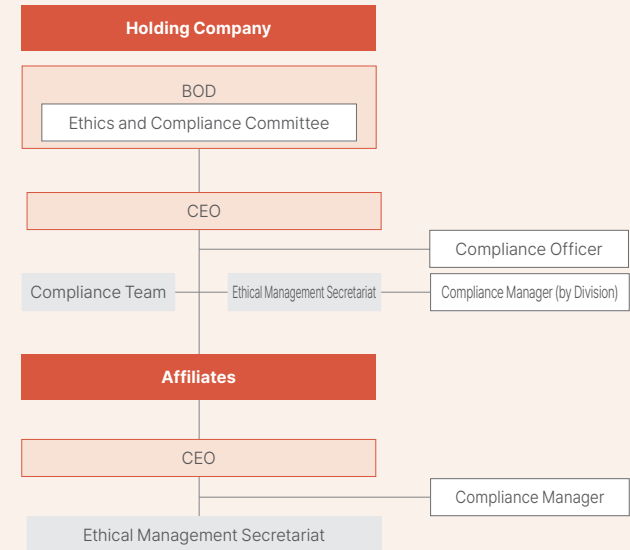 Holding Company
BOD
Ethics and Compliance Committee
CEO
Compliance Officer
Compliance Team
Ethical Management Secretariat
Compliance Manager (by Division)
Affiliates
CEO
Compliance Manager
Ethical Management Secretariat